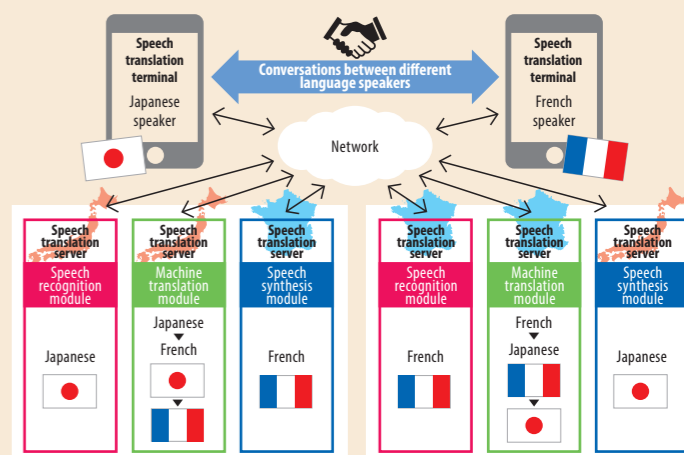 Speech
translation
terminal
Japanese
speaker
Conversations between different
language speakers
Speech
translation
terminal
French
speaker
Network
Speech
translation
server
Speech
recognition
module
Japanese
Speech
translation
server
Machine
translation
module
Japanese
French
Speech
translation
server
Speech
synthesis
module
French
Speech
translation
server
Speech
recognition
module
French
Speech
translation
server
Machine
translation
module
French
Japanese
Speech
translation
server
Speech
synthesis
module
Japanese